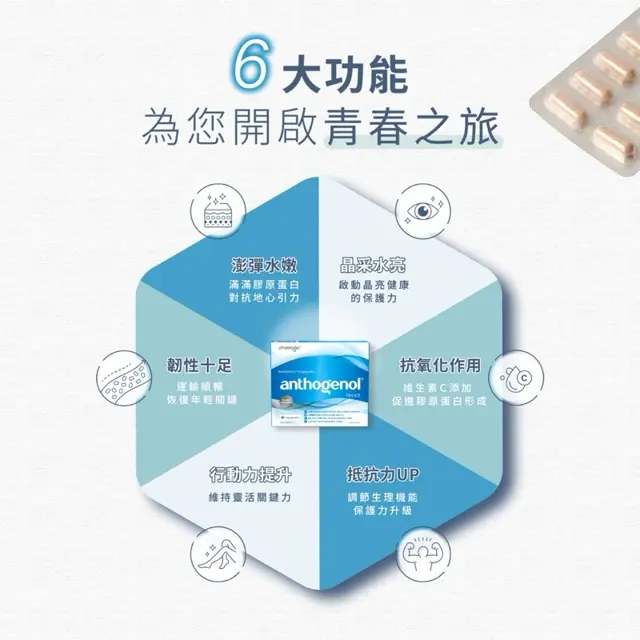 6大功能
為您開啟青春之旅
澎彈水嫩
滿滿膠原蛋白
對抗地心引力
晶采水亮
啟動晶亮健康
的保護力
韌性十足
運輸順暢
恢復年輕關鍵
anthogenol
抗氧化作用
維生素C添加
促進膠原蛋白形成
C
行動力提升
維持靈活關鍵力
抵抗力UP
調節生理機能
保護力升級